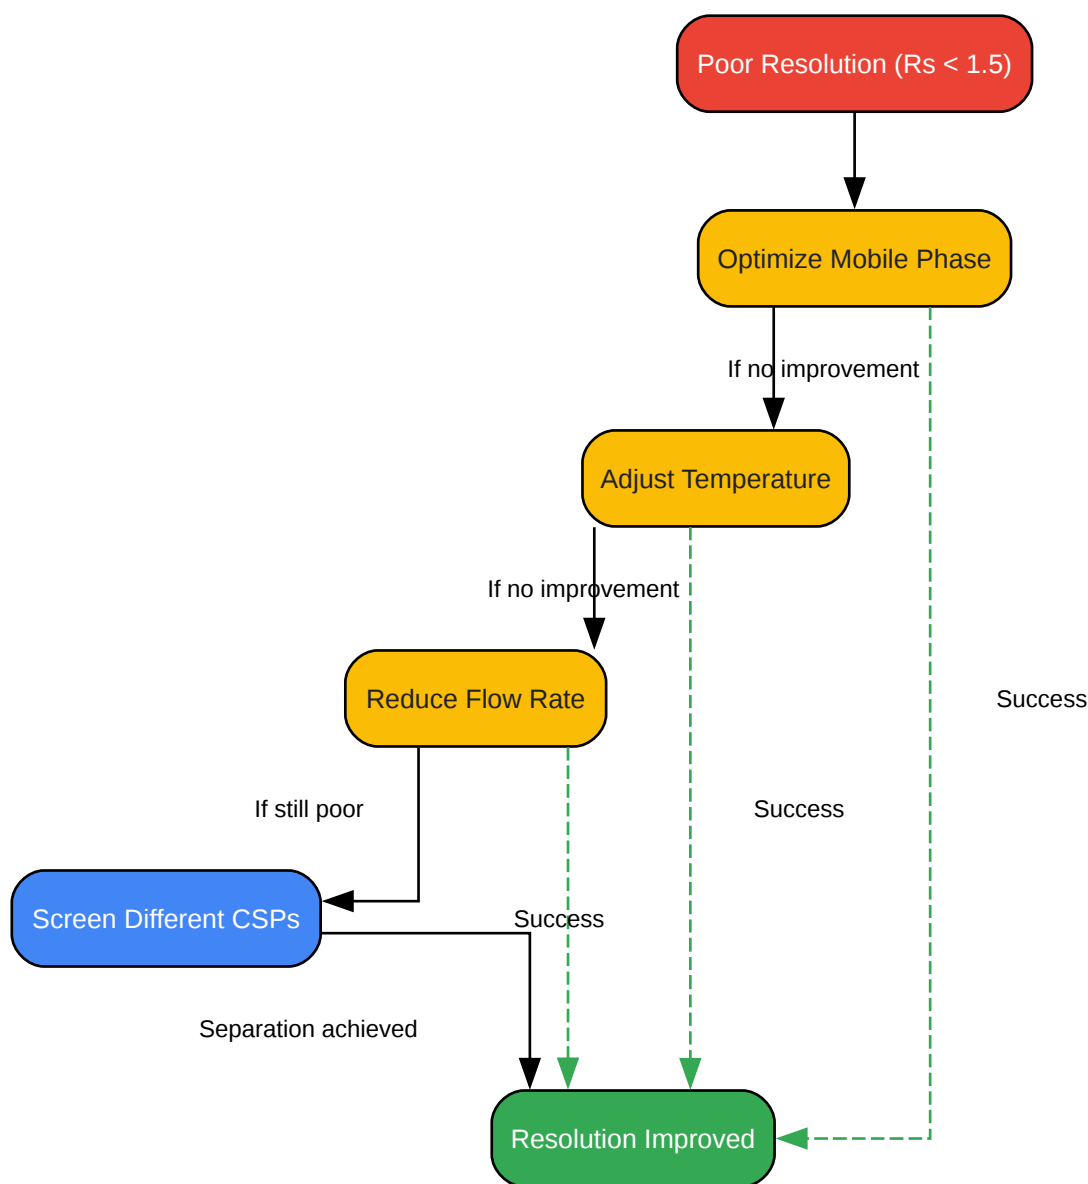 Poor Resolution (Rs < 1.5)
Optimize Mobile Phase
If no improvement
Adjust Temperature
If no improvement
Reduce Flow Rate
Success
If still poor
Success
Screen Different CSPs
Success
Separation achieved
Resolution Improved